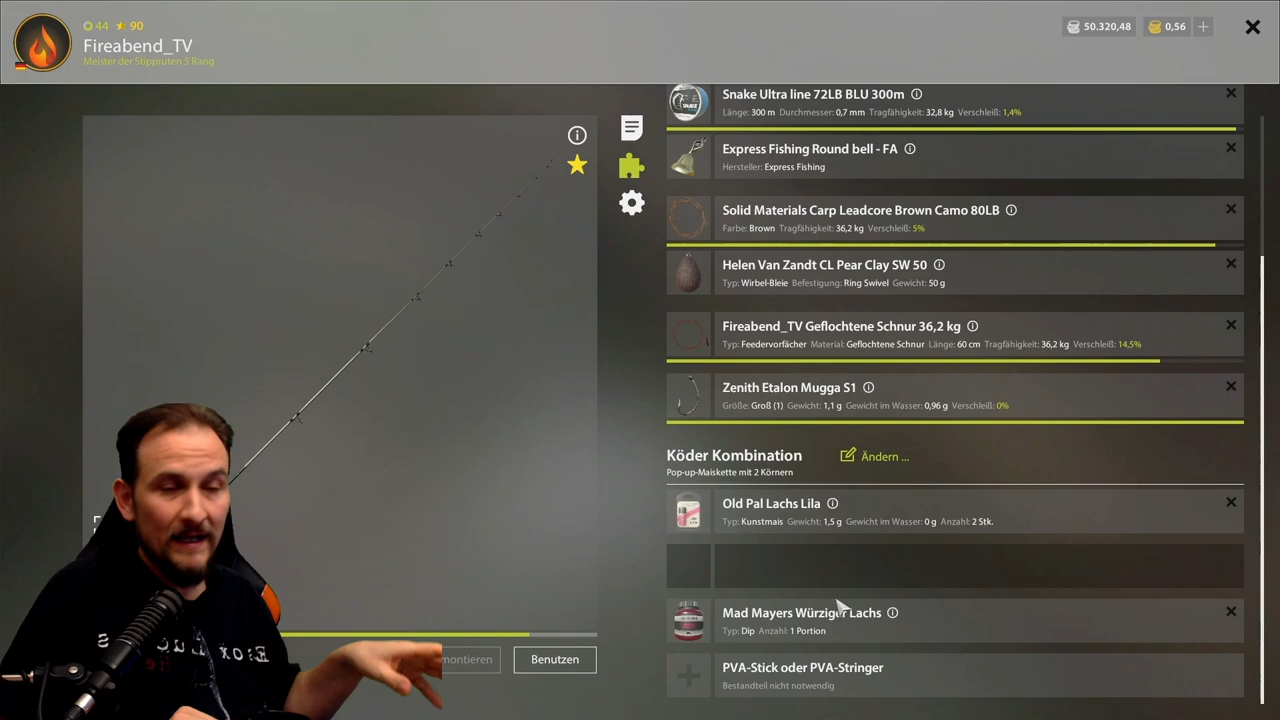 44 90
Fireabend_TV
Meister der Stippruten 5 Rang
50.320,48
0,56
Snake Ultra line 72LB BLU 300m
Länge: 300 m Durchmesser: 0,7 mm Tragfähigkeit: 32,8 kg Verschleiß: 1,4%
Express Fishing Round bell - FA
Hersteller: Express Fishing
Solid Materials Carp Leadcore Brown Camo 80LB
Farbe: Brown Tragfähigkeit: 36,2 kg Verschleiß: 5%
Helen Van Zandt CL Pear Clay SW 50
Typ: Wirbel-Bleie Befestigung: Ring Swivel Gewicht: 50 g
Fireabend_TV Geflochtene Schnur 36,2 kg
Typ: Feedervorfächer Material: Geflochtene Schnur Länge: 60 cm Tragfähigkeit: 36,2 kg Verschleiß: 14,5%
Zenith Etalon Mugga S1
Größe: Groß (1) Gewicht: 1,1 g Gewicht im Wasser: 0,96 g Verschleiß: 0%
Köder Kombination
Ändern ...
Pop-up-Maiskette mit 2 Körnern
Old Pal Lachs Lila
Typ: Kunstmais Gewicht: 1,5 g Gewicht im Wasser: 0 g Anzahl: 2 Stk.
Mad Mayers Würziger Lachs
Typ: Dip Anzahl: 1 Portion
PVA-Stick oder PVA-Stringer
Bestandteil nicht notwendig
montieren
Benutzen